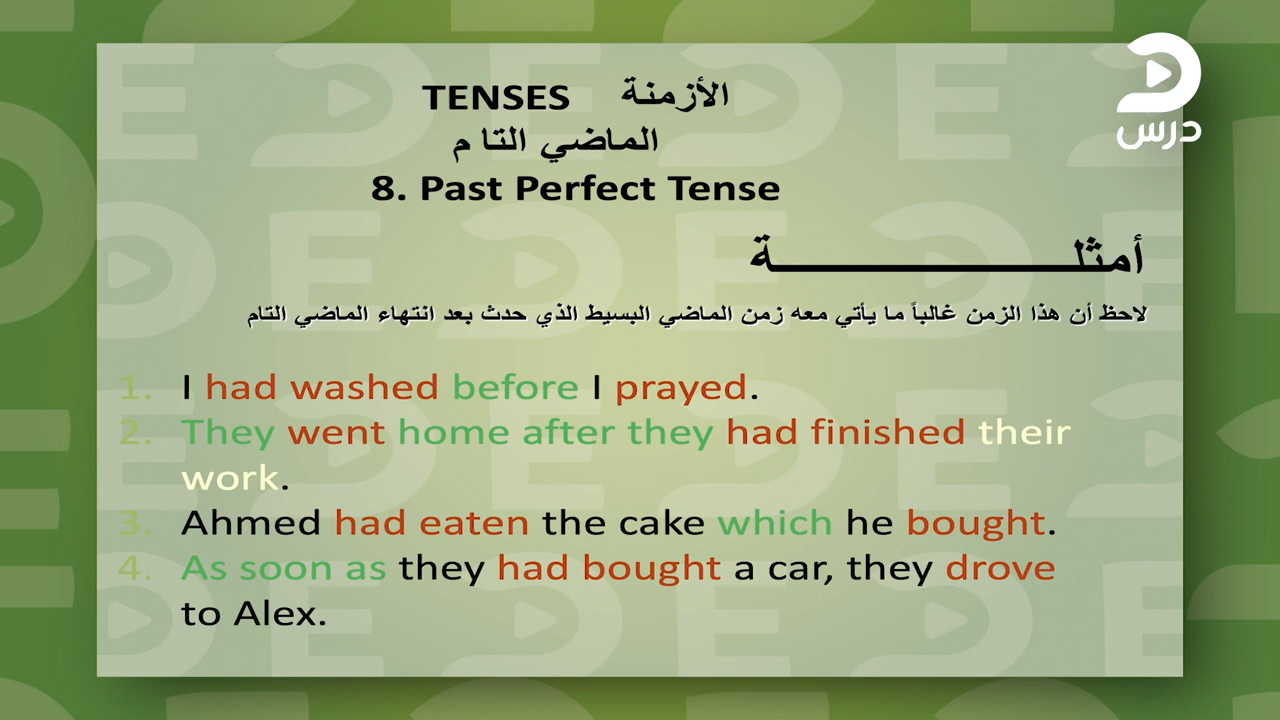 درس
TENSES الأزمنة
الماضي التا م
8. Past Perfect Tense
أمثلـــــــــــــــــــــة
لاحظ أن هذا الزمن غالباً ما يأتي معه زمن الماضي البسيط الذي حدث بعد انتهاء الماضي التام
1. I had washed before I prayed.
2. They went home after they had finished their
work.
3. Ahmed had eaten the cake which he bought.
4. As soon as they had bought a car, they drove
to Alex.